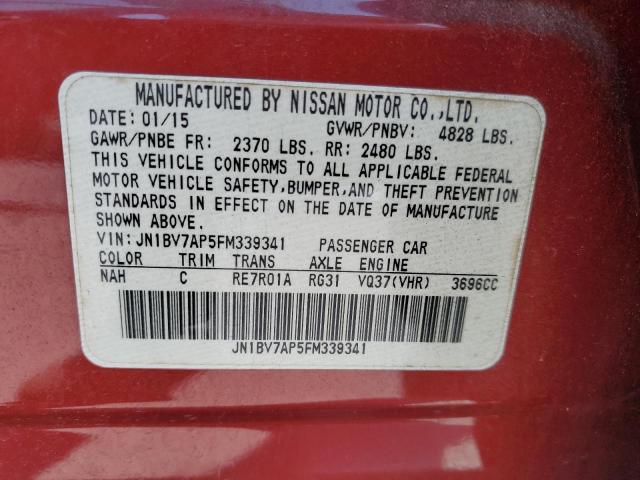 MANUFACTURED BY NISSAN MOTOR CO.,LTD.
DATE: 01/15 GVWR/PNBV: 4828 LBS.
GAWR/PNBE FR: 2370 LBS. RR: 2480 LBS.
THIS VEHICLE CONFORMS TO ALL APPLICABLE FEDERAL
MOTOR VEHICLE SAFETY,BUMPER,AND THEFT PREVENTION
STANDARDS IN EFFECT ON THE DATE OF MANUFACTURE
SHOWN ABOVE.
VIN:JN1BV7AP5FM339341 PASSENGER CAR
COLOR TRIM TRANS AXLE ENGINE
NAH C RE7R01A RG31 VQ37(VHR) 3696CC
JN1BV7AP5FM339341